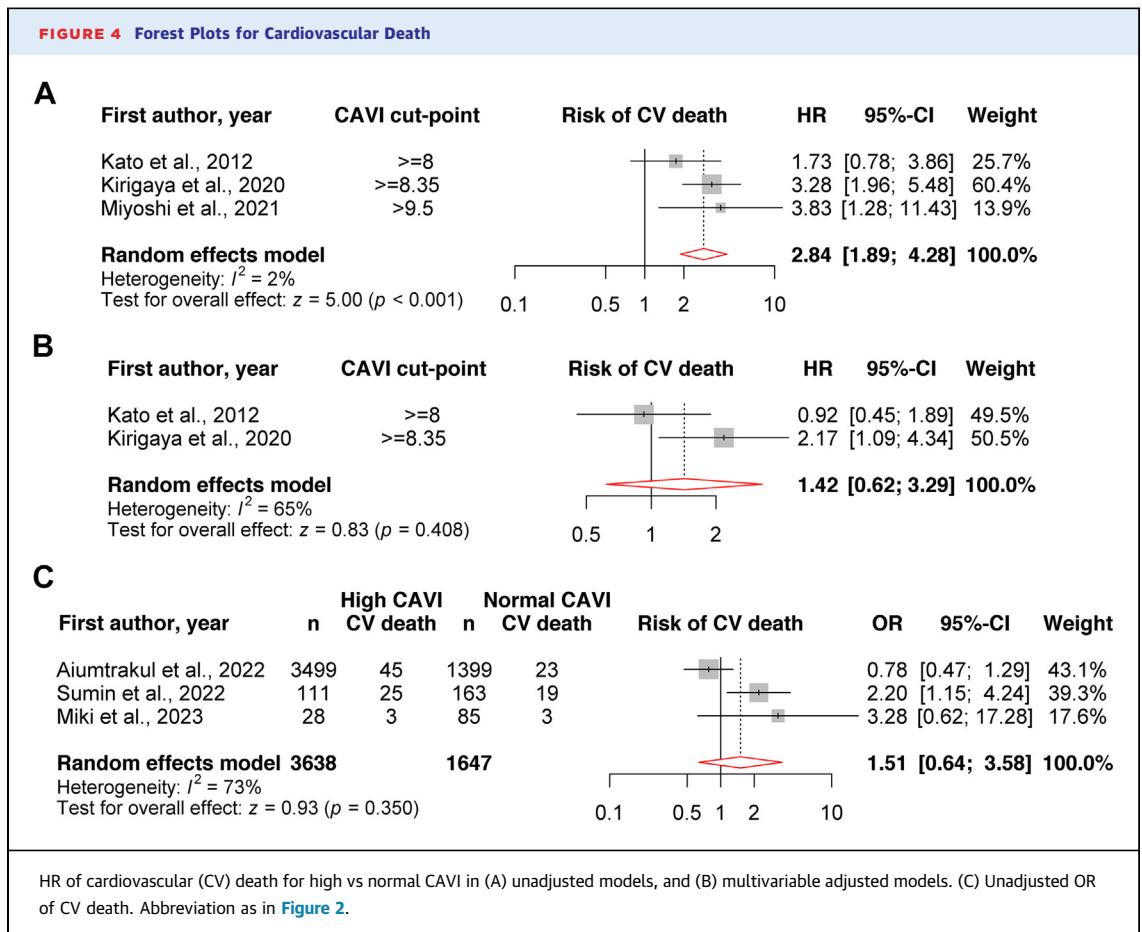 FIGURE 4 Forest Plots for Cardiovascular Death
A
First author, year CAVI cut-point Risk of CV death HR 95%-CI Weight
Kato et al., 2012 >=8 1.73 [0.78; 3.86] 25.7%
Kirigaya et al., 2020 >=8.35 3.28 [1.96; 5.48] 60.4%
Miyoshi et al., 2021 >9.5 3.83 [1.28; 11.43] 13.9%
Random effects model 2.84 [1.89; 4.28] 100.0%
Heterogeneity: I² = 2%
Test for overall effect: z = 5.00 (p < 0.001)
0.1 0.5 1 2 10
B
First author, year CAVI cut-point Risk of CV death HR 95%-CI Weight
Kato et al., 2012 >=8 0.92 [0.45; 1.89] 49.5%
Kirigaya et al., 2020 >=8.35 2.17 [1.09; 4.34] 50.5%
Random effects model 1.42 [0.62; 3.29] 100.0%
Heterogeneity: I² = 65%
Test for overall effect: z = 0.83 (p = 0.408)
0.5 1 2
C
High CAVI Normal CAVI
First author, year n CV death n CV death Risk of CV death OR 95%-CI Weight
Aiumtrakul et al., 2022 3499 45 1399 23 0.78 [0.47; 1.29] 43.1%
Sumin et al., 2022 111 25 163 19 2.20 [1.15; 4.24] 39.3%
Miki et al., 2023 28 3 85 3 3.28 [0.62; 17.28] 17.6%
Random effects model 3638 1647 1.51 [0.64; 3.58] 100.0%
Heterogeneity: I² = 73%
Test for overall effect: z = 0.93 (p = 0.350)
0.1 0.5 1 2 10
HR of cardiovascular (CV) death for high vs normal CAVI in (A) unadjusted models, and (B) multivariable adjusted models. (C) Unadjusted OR
of CV death. Abbreviation as in Figure 2.